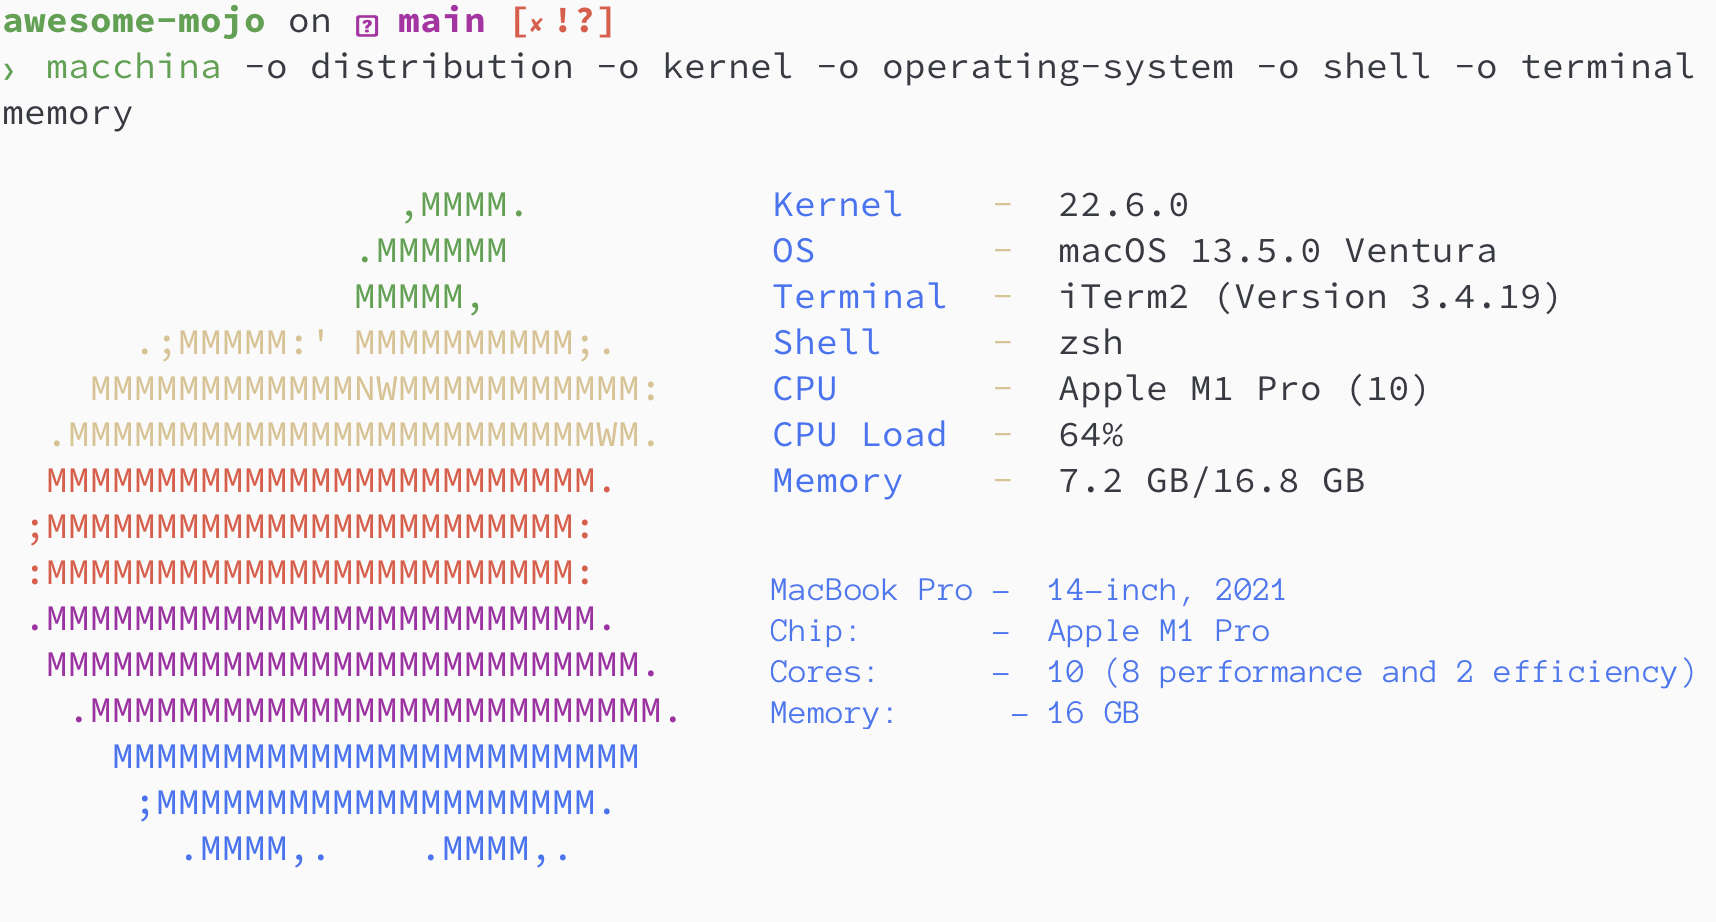 awesome-mojo on main [✘!?]
❯ macchina -o distribution -o kernel -o operating-system -o shell -o terminal
memory
,MMMM.
.MMMMMM
MMMMM,
.;MMMMM:' MMMMMMMMMM;.
MMMMMMMMMMMMNWMMMMMMMMMMM:
.MMMMMMMMMMMMMMMMMMMMMMMMWM.
MMMMMMMMMMMMMMMMMMMMMMMMM.
;MMMMMMMMMMMMMMMMMMMMMMMM:
:MMMMMMMMMMMMMMMMMMMMMMMM:
.MMMMMMMMMMMMMMMMMMMMMMMMM.
MMMMMMMMMMMMMMMMMMMMMMMMMMM.
.MMMMMMMMMMMMMMMMMMMMMMMMMM.
MMMMMMMMMMMMMMMMMMMMMMMM
;MMMMMMMMMMMMMMMMMMMM.
.MMMM,. .MMMM,.
Kernel - 22.6.0
OS - macOS 13.5.0 Ventura
Terminal - iTerm2 (Version 3.4.19)
Shell - zsh
CPU - Apple M1 Pro (10)
CPU Load - 64%
Memory - 7.2 GB/16.8 GB
MacBook Pro - 14-inch, 2021
Chip: - Apple M1 Pro
Cores: - 10 (8 performance and 2 efficiency)
Memory: - 16 GB